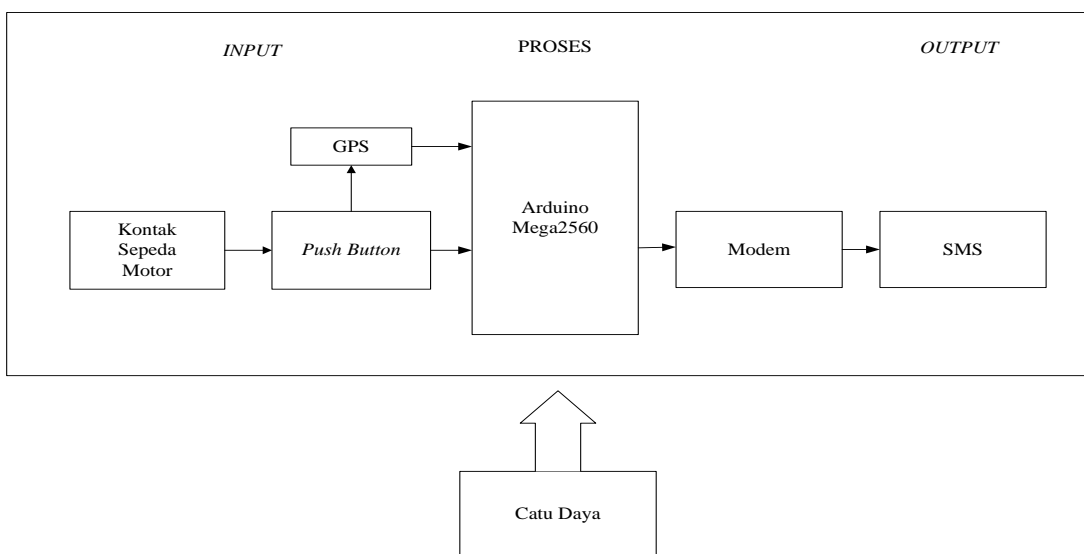 INPUT
PROSES
OUTPUT
GPS
Kontak
Sepeda
Motor
Push Button
Arduino
Mega2560
Modem
SMS
Catu Daya